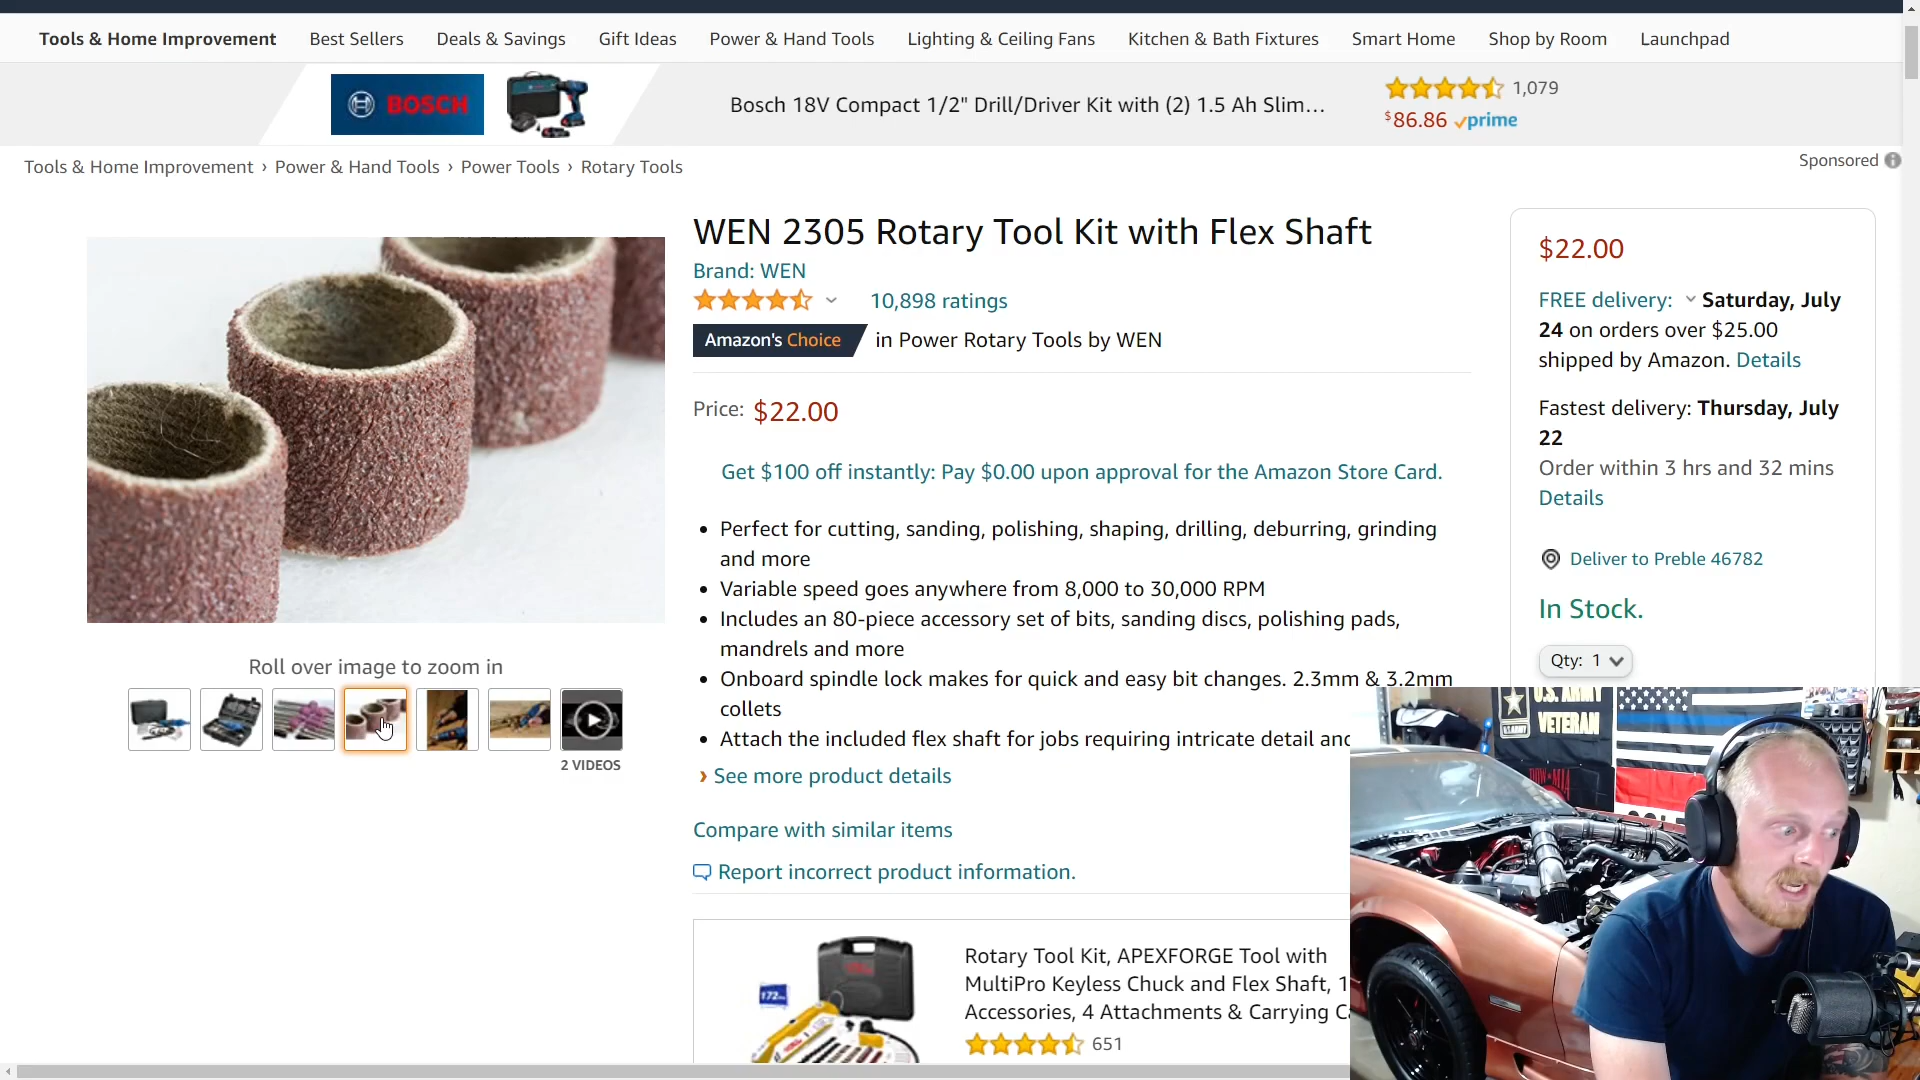 Tools & Home Improvement Best Sellers Deals & Savings Gift Ideas Power & Hand Tools Lighting & Ceiling Fans Kitchen & Bath Fixtures Smart Home Shop by Room Launchpad
BOSCH
Bosch 18V Compact 1/2" Drill/Driver Kit with (2) 1.5 Ah Slim…
1,079
$86.86 prime
Tools & Home Improvement › Power & Hand Tools › Power Tools › Rotary Tools
Sponsored
WEN 2305 Rotary Tool Kit with Flex Shaft
Brand: WEN
10,898 ratings
Amazon's Choice in Power Rotary Tools by WEN
Price: $22.00
Get $100 off instantly: Pay $0.00 upon approval for the Amazon Store Card.
• Perfect for cutting, sanding, polishing, shaping, drilling, deburring, grinding
and more
• Variable speed goes anywhere from 8,000 to 30,000 RPM
• Includes an 80-piece accessory set of bits, sanding discs, polishing pads,
mandrels and more
• Onboard spindle lock makes for quick and easy bit changes. 2.3mm & 3.2mm
collets
• Attach the included flex shaft for jobs requiring intricate detail and
› See more product details
Compare with similar items
Report incorrect product information.
Roll over image to zoom in
2 VIDEOS
172
Rotary Tool Kit, APEXFORGE Tool with
MultiPro Keyless Chuck and Flex Shaft, 1
Accessories, 4 Attachments & Carrying
651
$22.00
FREE delivery: Saturday, July
24 on orders over $25.00
shipped by Amazon. Details
Fastest delivery: Thursday, July
22
Order within 3 hrs and 32 mins
Details
Deliver to Preble 46782
In Stock.
Qty: 1
U.S. ARMY
VETERAN
U.S. ARMY
POW★MIA